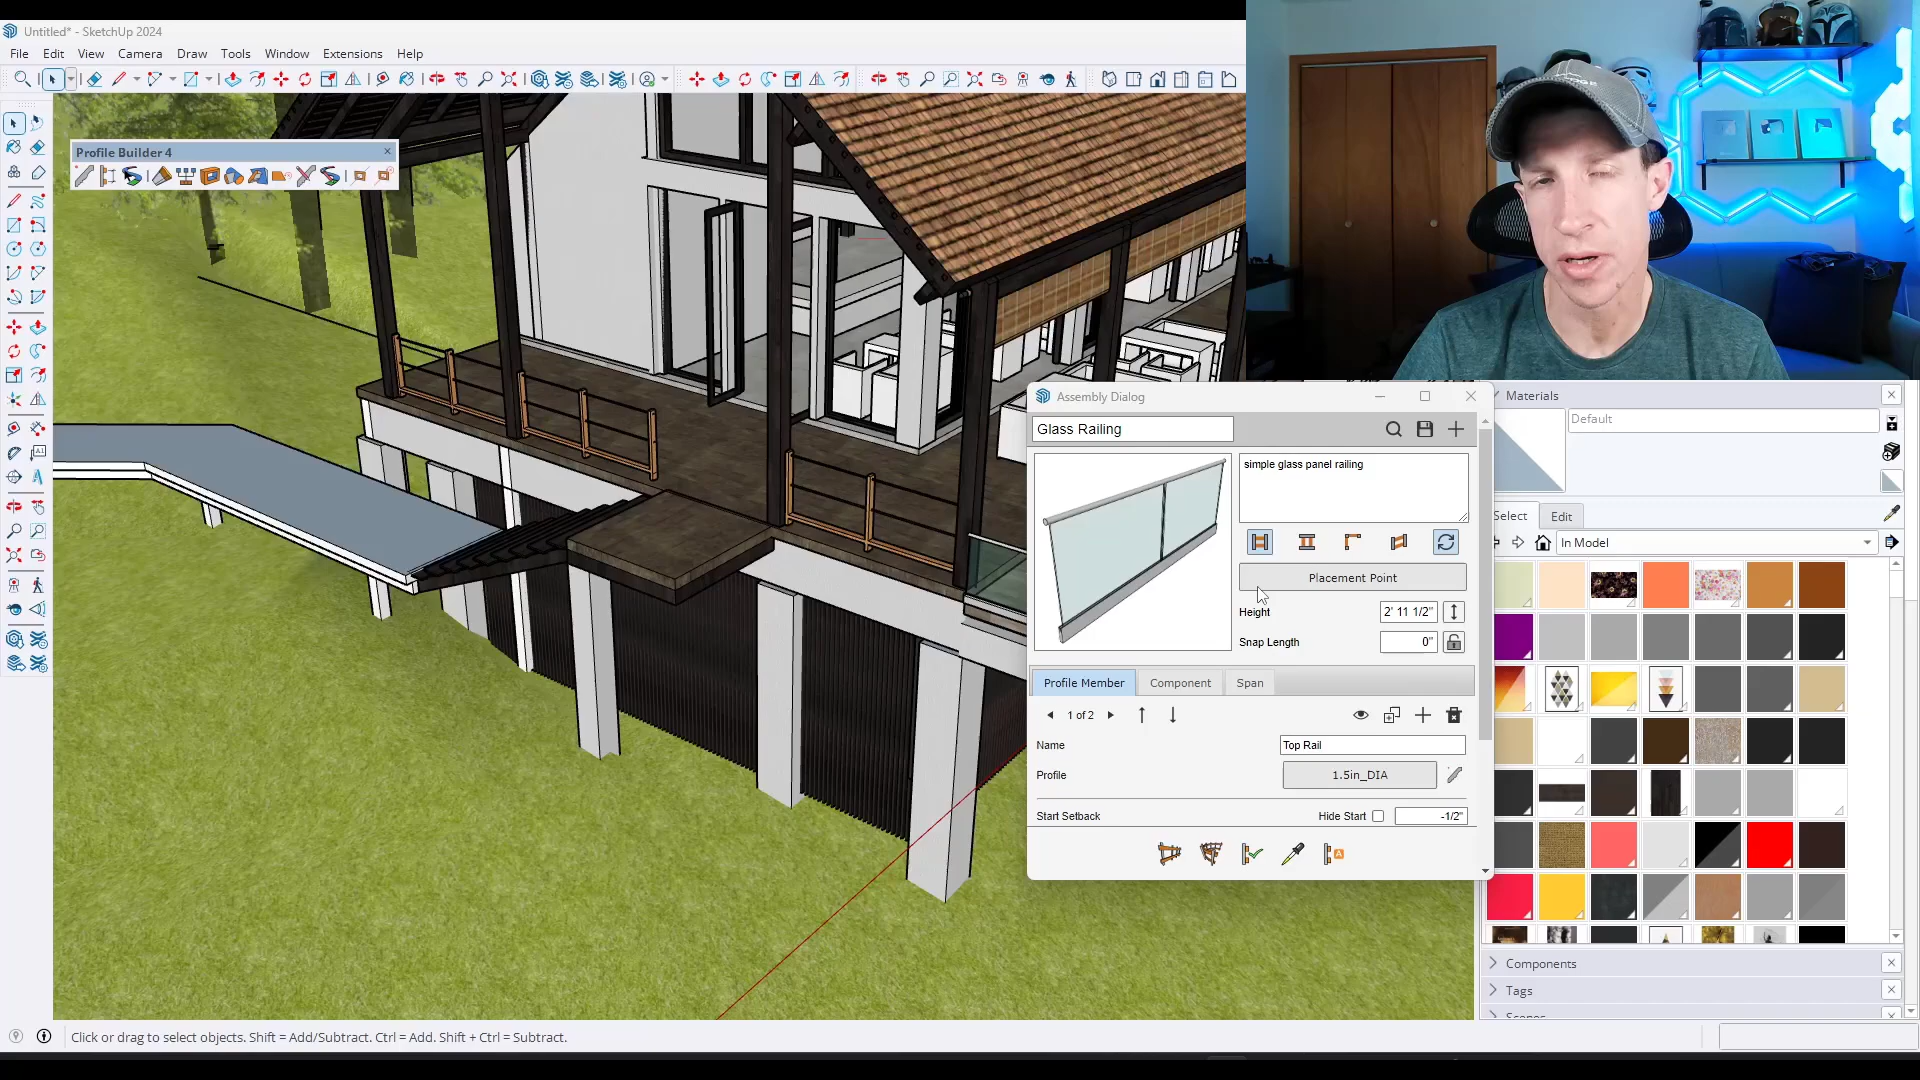 Untitled* - SketchUp 2024
File Edit View Camera Draw Tools Window Extensions Help
Profile Builder 4
Assembly Dialog
Glass Railing
simple glass panel railing
Placement Point
Height 2' 11 1/2"
Snap Length 0"
Profile Member Component Span
1 of 2
Name Top Rail
Profile 1.5in_DIA
Start Setback Hide Start -1/2"
Materials
Default
Select Edit
In Model
Components
Tags
Scenes
Click or drag to select objects. Shift = Add/Subtract. Ctrl = Add. Shift + Ctrl = Subtract.